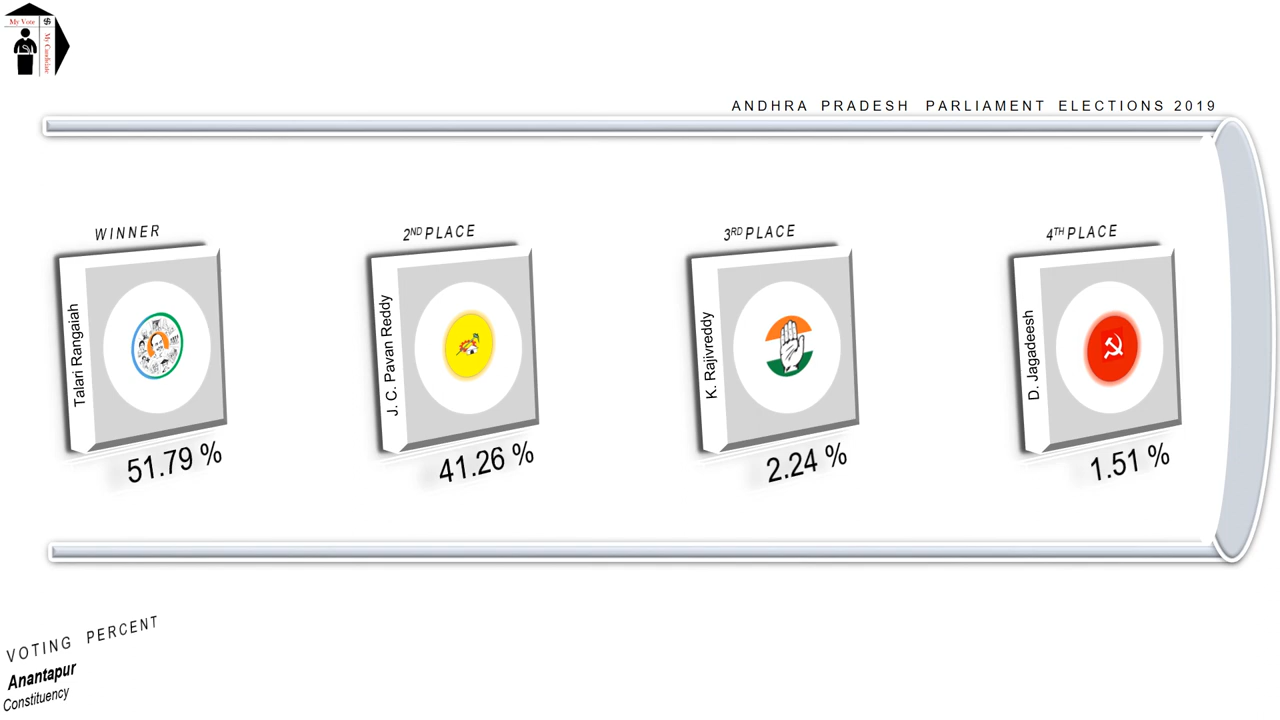 My Vote
My Candidate
ANDHRA PRADESH PARLIAMENT ELECTIONS 2019
WINNER
Talari Rangaiah
51.79 %
2ND PLACE
J. C. Pavan Reddy
41.26 %
3RD PLACE
K. Rajivreddy
2.24 %
4TH PLACE
D. Jagadeesh
1.51 %
VOTING PERCENT
Anantapur
Constituency